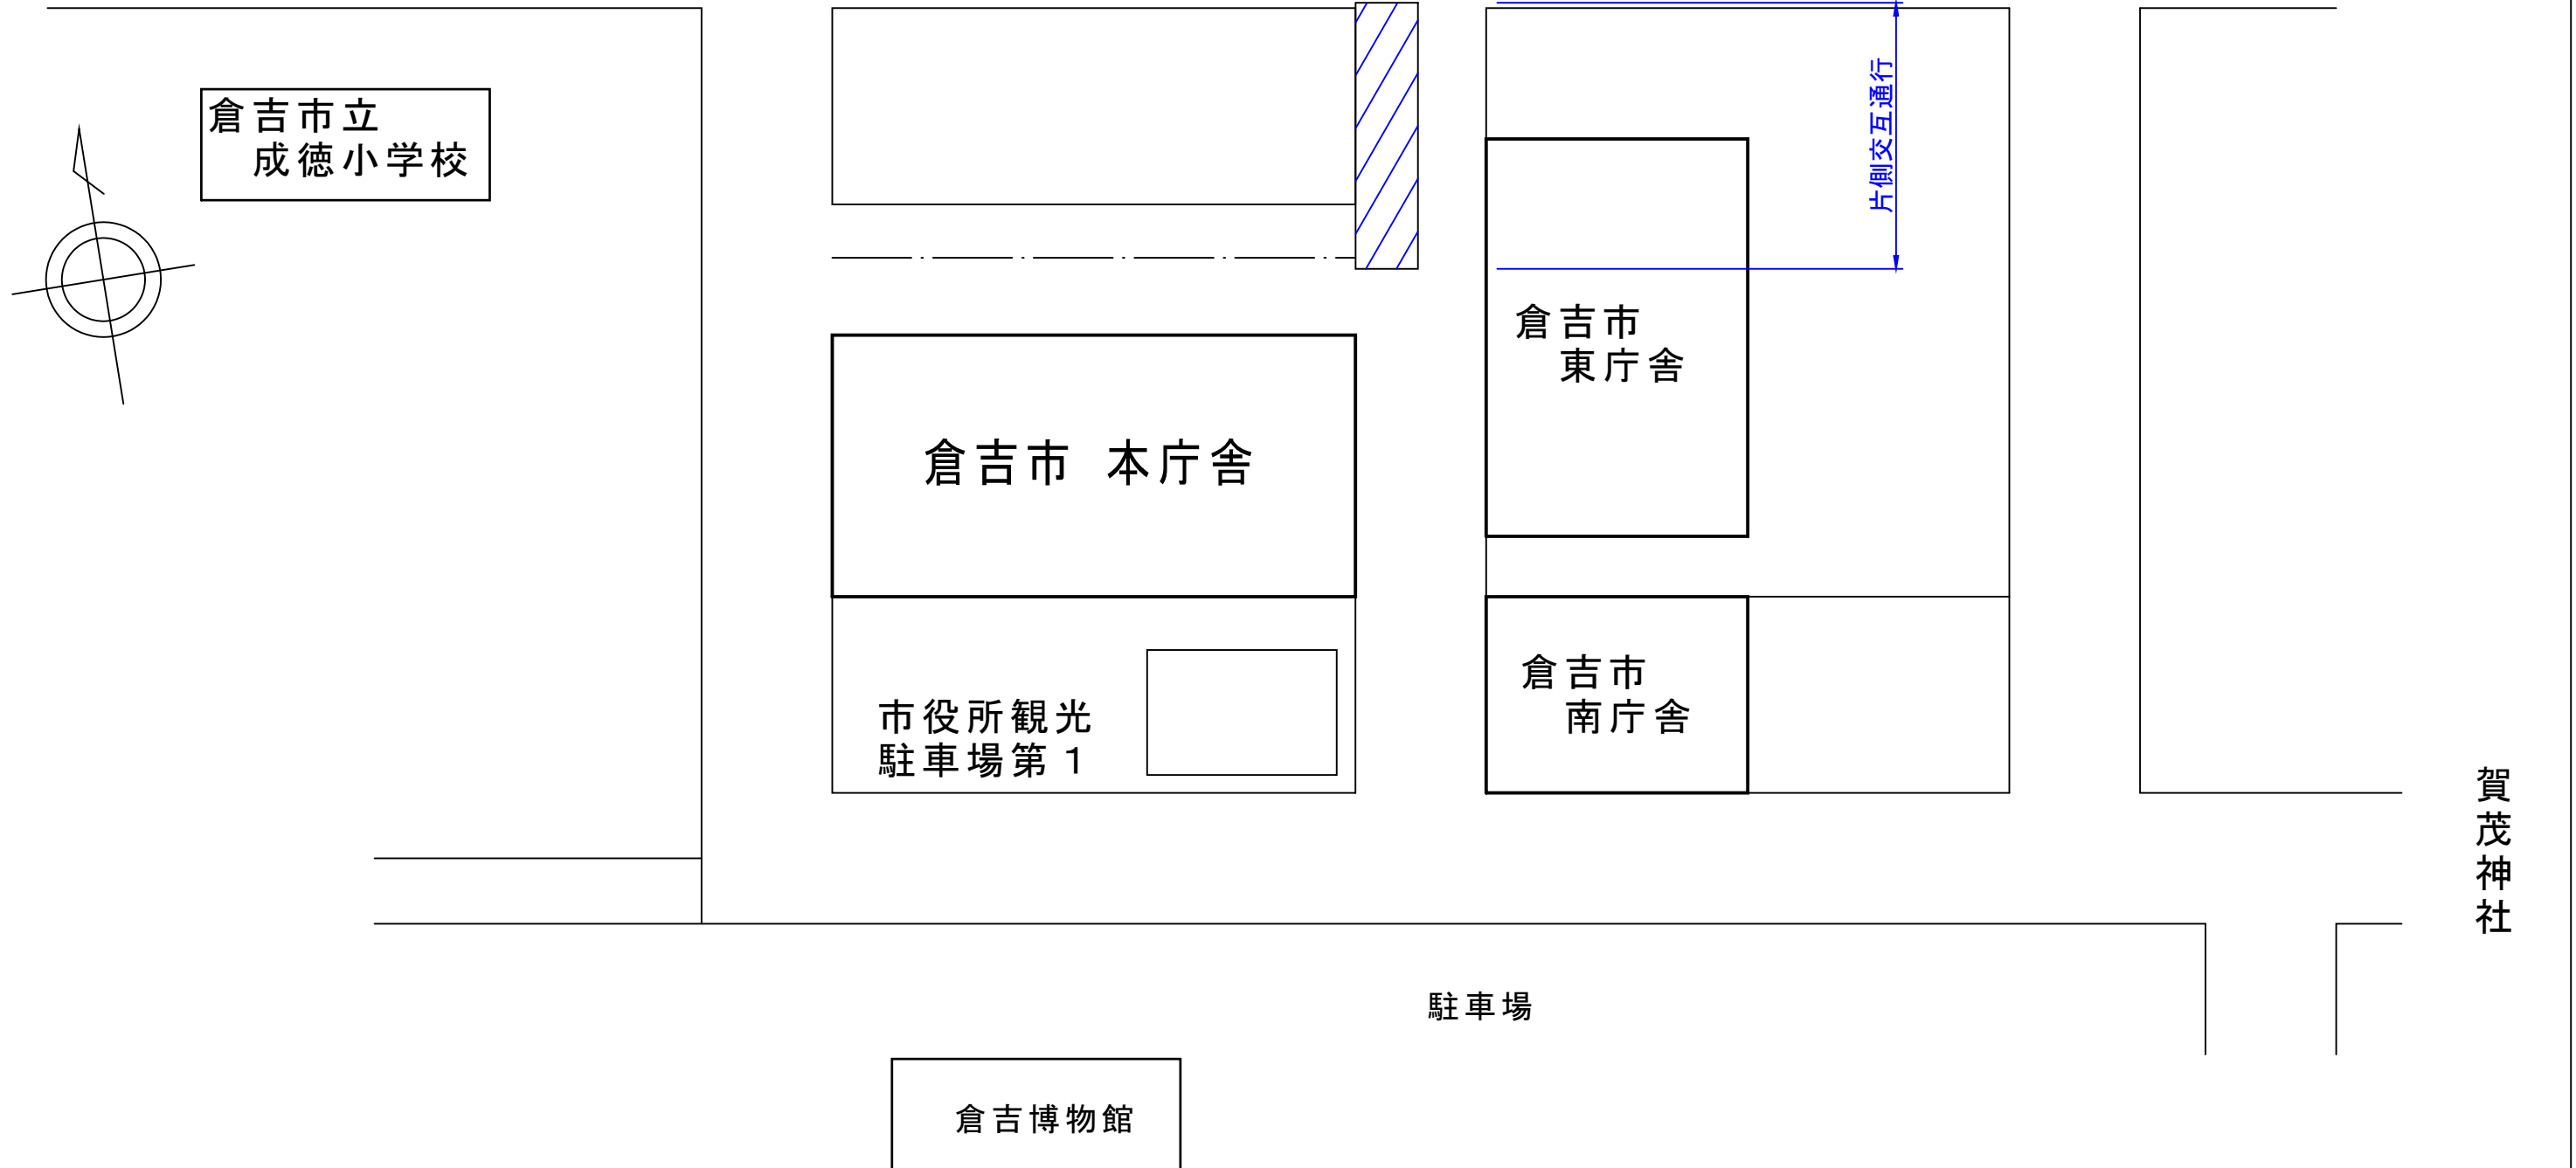 倉吉市立
成徳小学校
片側交互通行
倉吉市
東庁舎
倉吉市 本庁舎
倉吉市
南庁舎
市役所観光
駐車場第1
賀茂神社
駐車場
倉吉博物館